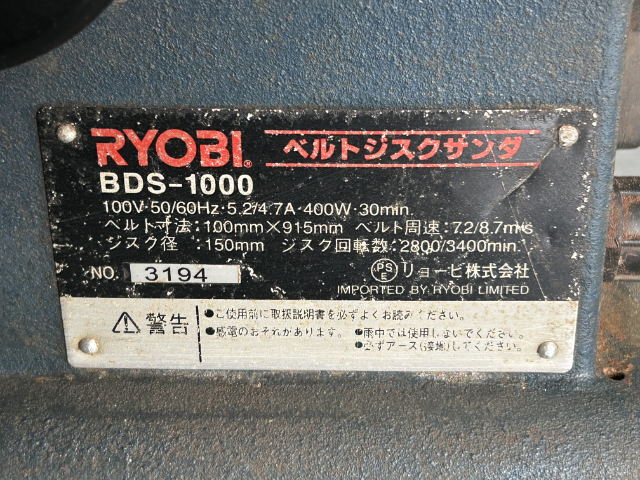 RYOBI® ベルトジスクサンダ
BDS-1000
100V·50/60Hz·5.2/4.7A·400W·30min
ベルト寸法:100mm×915mm ベルト周速:7.2/8.7m/s
ジスク径 :150mm ジスク回転数:2800/3400min
NO. 3194
PSE リョービ株式会社
IMPORTED BY RYOBI LIMITED
⚠警告
●ご使用前に取扱説明書を必ずよくお読みください。
●感電のおそれがあります。 ●雨中では使用しないでください。
●必ずアース(接地)してください。